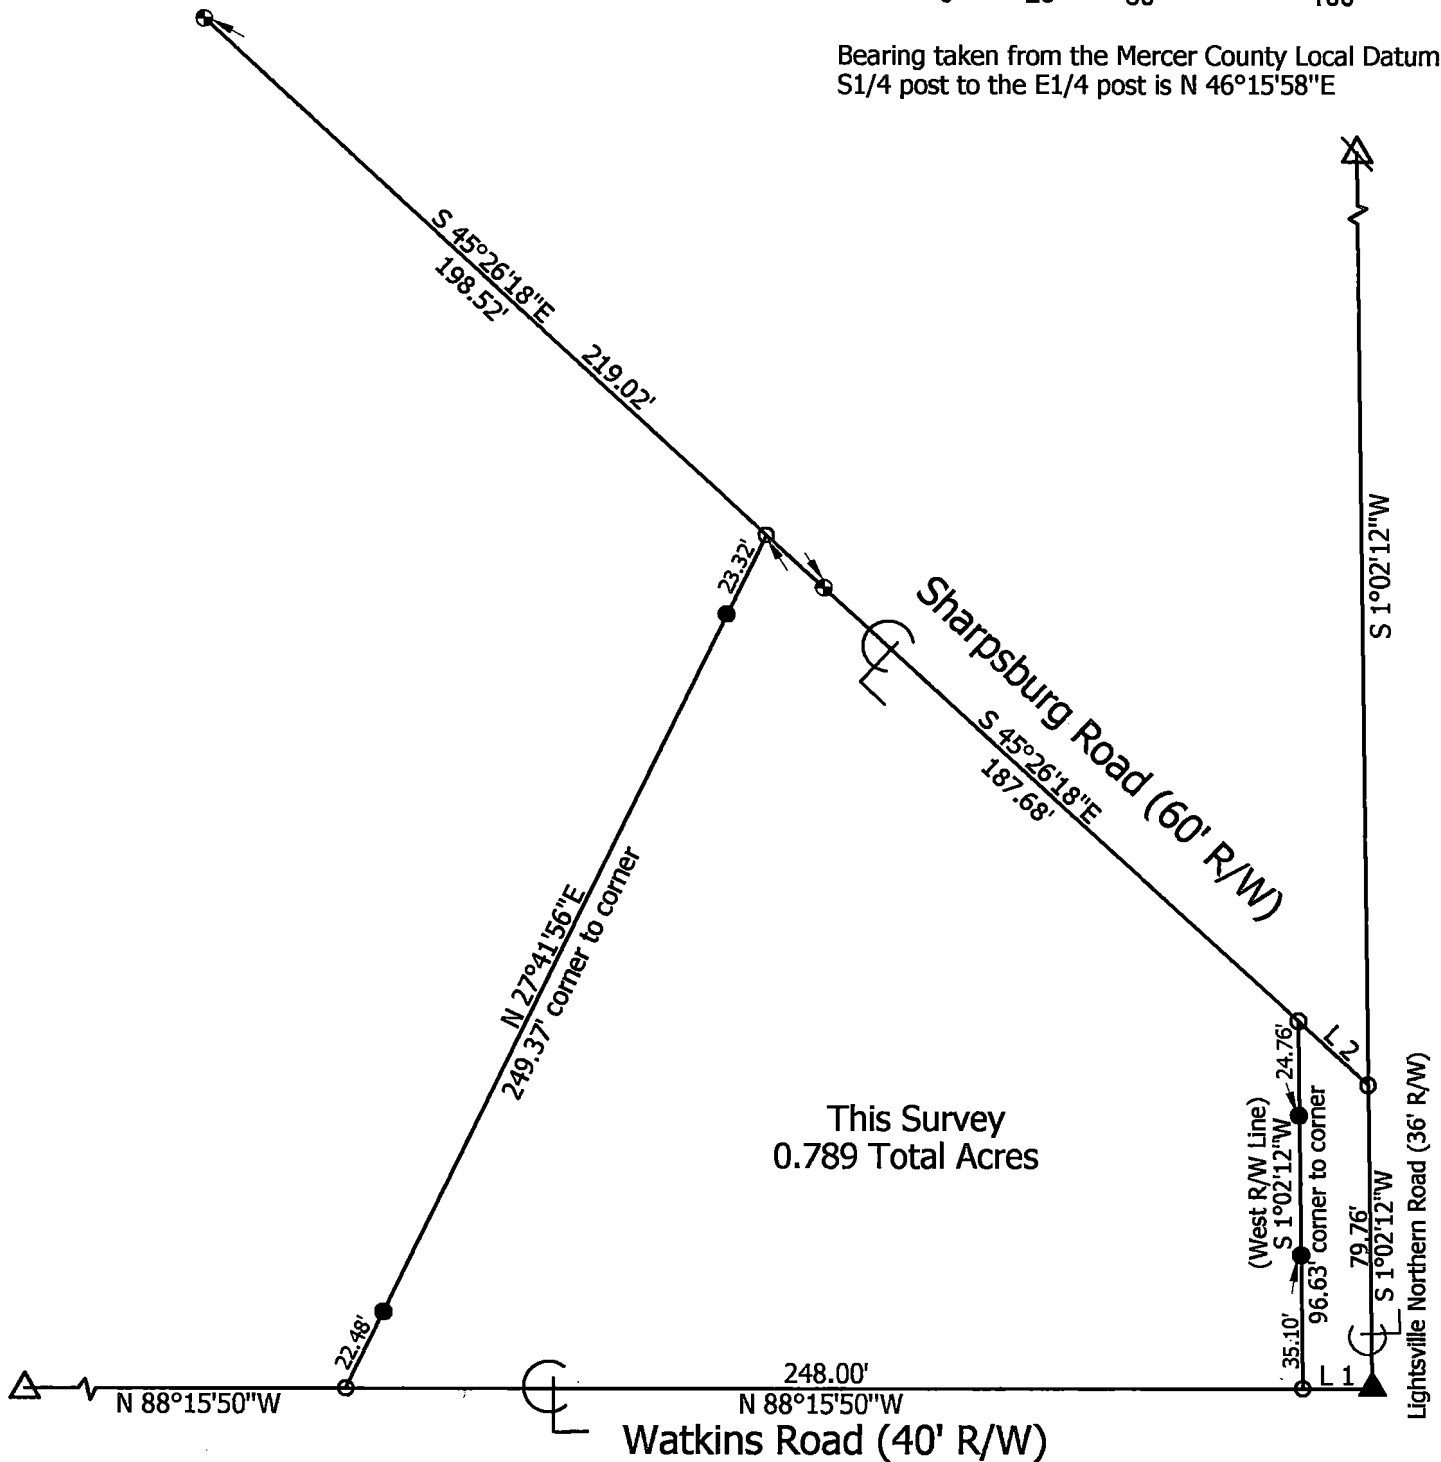 Bearing taken from the Mercer County Local Datum
S1/4 post to the E1/4 post is N 46°15'58"E
S 45°26'18"E
198.52'
219.02'
23.32'
S 1°02'12"W
Sharpsburg Road (60' R/W)
S 45°26'18"E
187.68'
N 27°41'56"E
249.37' corner to corner
This Survey
0.789 Total Acres
L 2
24.76'
(West R/W Line)
S 1°02'12"W
96.63' corner to corner
35.10'
79.76'
S 1°02'12"W
Lightsville Northern Road (36' R/W)
22.48'
248.00'
L 1
N 88°15'50"W
N 88°15'50"W
Watkins Road (40' R/W)